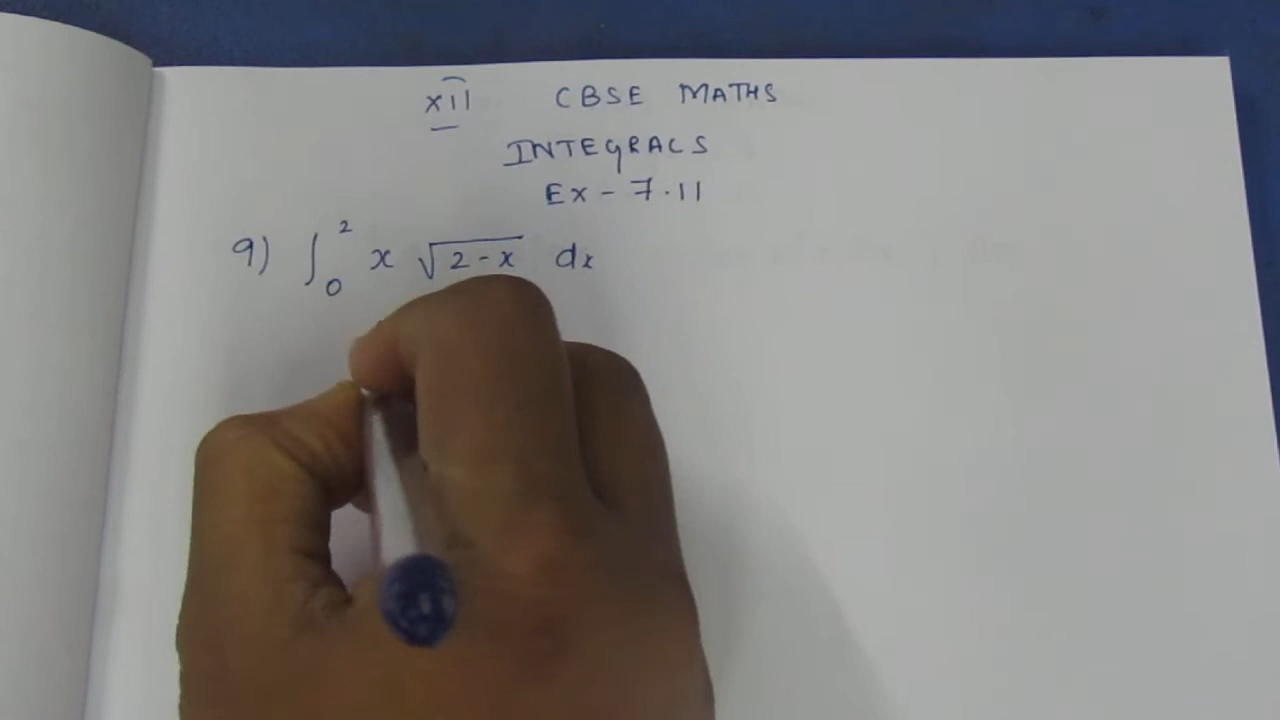 XII CBSE MATHS
INTEGRALS
Ex - 7.11
9) ∫₀² x √(2-x) dx